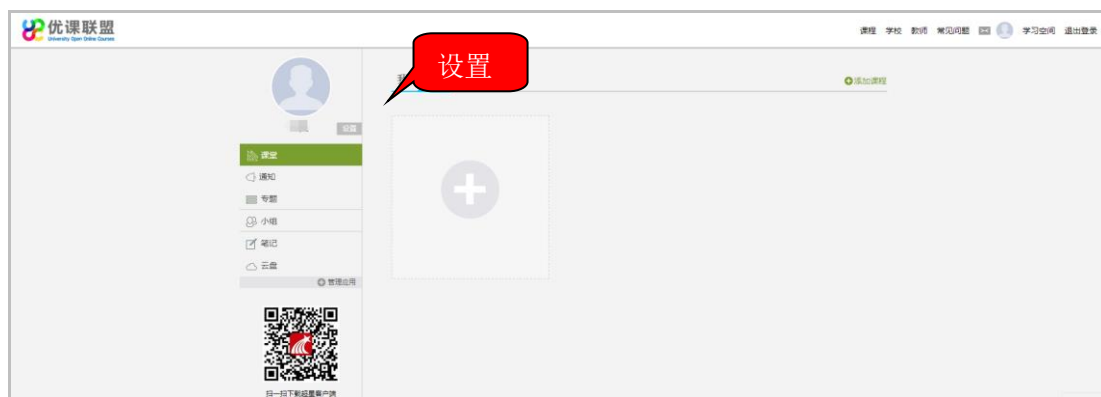 优课联盟
University Open Online Courses
课程 学校 教师 常见问题 学习空间 退出登录
设置
添加课程
设置
课堂
通知
专题
小组
笔记
云盘
管理应用
扫一扫下载超星客户端